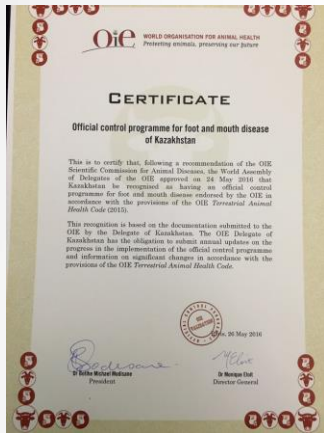 Oie
WORLD ORGANISATION FOR ANIMAL HEALTH
Protecting animals, preserving our future
CERTIFICATE
Official control programme for foot and mouth disease
of Kazakhstan
This is to certify that, following a recommendation of the OIE
Scientific Commission for Animal Diseases, the World Assembly
of Delegates of the OIE approved on 24 May 2016 that
Kazakhstan be recognised as having an official control
programme for foot and mouth disease endorsed by the OIE in
accordance with the provisions of the OIE Terrestrial Animal
Health Code (2015).
This recognition is based on the documentation submitted to the
OIE by the Delegate of Kazakhstan. The OIE Delegate of
Kazakhstan has the obligation to submit annual updates on the
progress in the implementation of the official control programme
and information on significant changes in accordance with the
provisions of the OIE Terrestrial Animal Health Code.
OIE
26 May 2016
Dr Botlhe Michael Modisane
President
Dr Monique Eloit
Director General